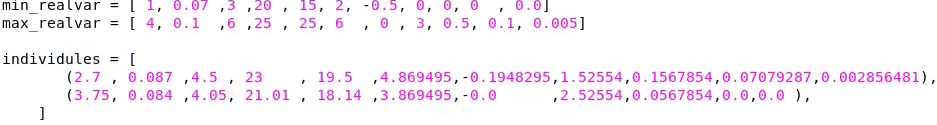 min_realvar = [ 1, 0.07 ,3 ,20 , 15, 2, -0.5, 0, 0, 0  , 0.0]
max_realvar = [ 4, 0.1  ,6 ,25 , 25, 6  , 0 , 3, 0.5, 0.1, 0.005]
individules = [
(2.7 , 0.087 ,4.5 , 23    , 19.5  ,4.869495,-0.1948295,1.52554,0.1567854,0.07079287,0.002856481),
(3.75, 0.084 ,4.05, 21.01 , 18.14 ,3.869495,-0.0      ,2.52554,0.0567854,0.0,0.0 ),
]